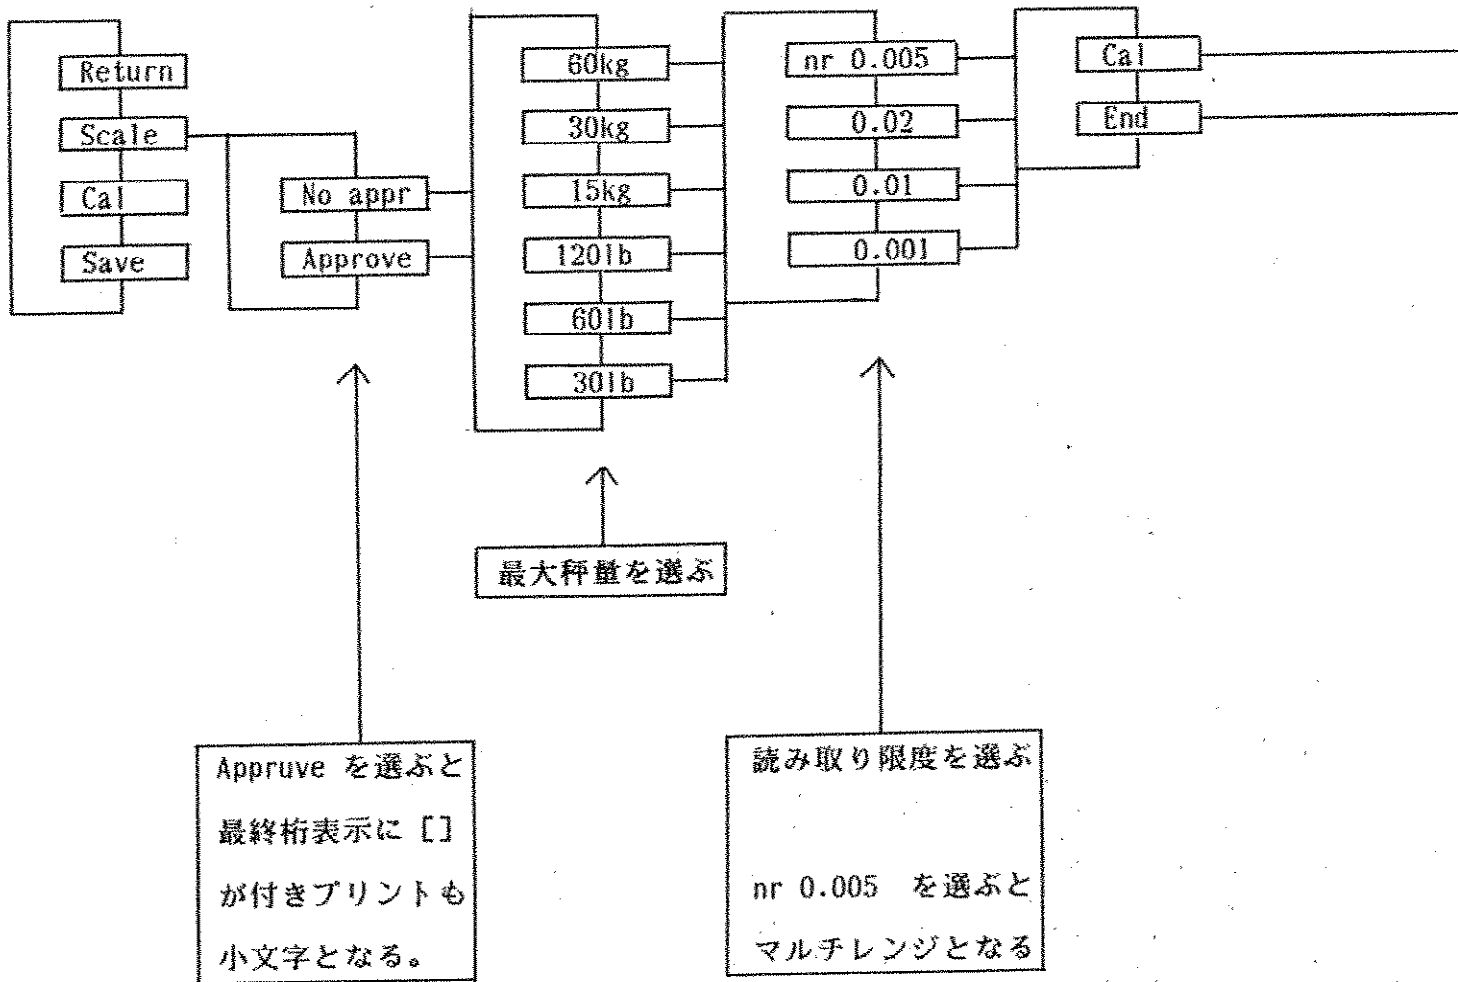 Return
Scale
Cal
Save
No appr
Approve
60kg
30kg
15kg
120lb
60lb
30lb
nr 0.005
0.02
0.01
0.001
Cal
End
最大秤量を選ぶ
Appruve を選ぶと
最終桁表示に []
が付きプリントも
小文字となる。
読み取り限度を選ぶ
nr 0.005 を選ぶと
マルチレンジとなる